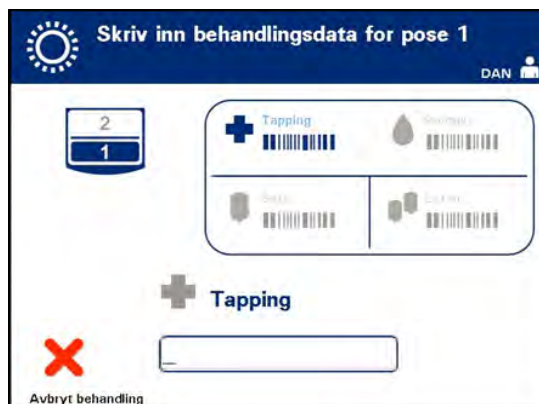 Skriv inn behandlingsdata for pose 1
DAN
2
Tapping
1
Tapping
Avbryt behandling